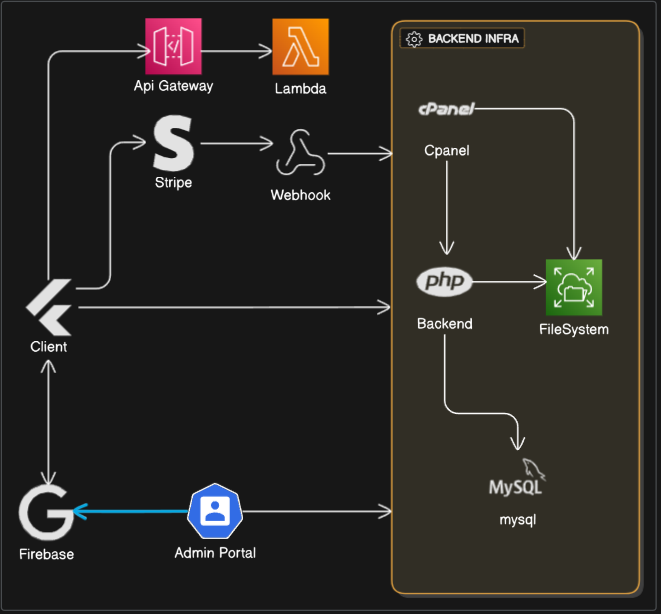 BACKEND INFRA
Api Gateway
Lambda
cPanel
Cpanel
Stripe
Webhook
php
Backend
FileSystem
Client
MySQL
mysql
Firebase
Admin Portal